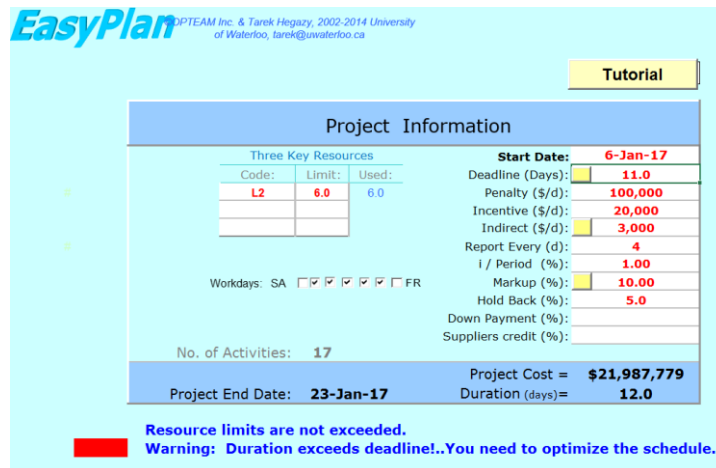 EasyPlan
OPTEAM Inc. & Tarek Hegazy, 2002-2014 University
of Waterloo, tarek@uwaterloo.ca
Tutorial
Project Information
Three Key Resources
Code: Limit: Used:
L2 6.0 6.0
Start Date: 6-Jan-17
Deadline (Days): 11.0
Penalty ($/d): 100,000
Incentive ($/d): 20,000
Indirect ($/d): 3,000
Report Every (d): 4
i / Period (%): 1.00
Workdays: SA FR
Markup (%): 10.00
Hold Back (%): 5.0
Down Payment (%):
Suppliers credit (%):
No. of Activities: 17
Project Cost = $21,987,779
Project End Date: 23-Jan-17 Duration (days)= 12.0
Resource limits are not exceeded.
Warning: Duration exceeds deadline!..You need to optimize the schedule.